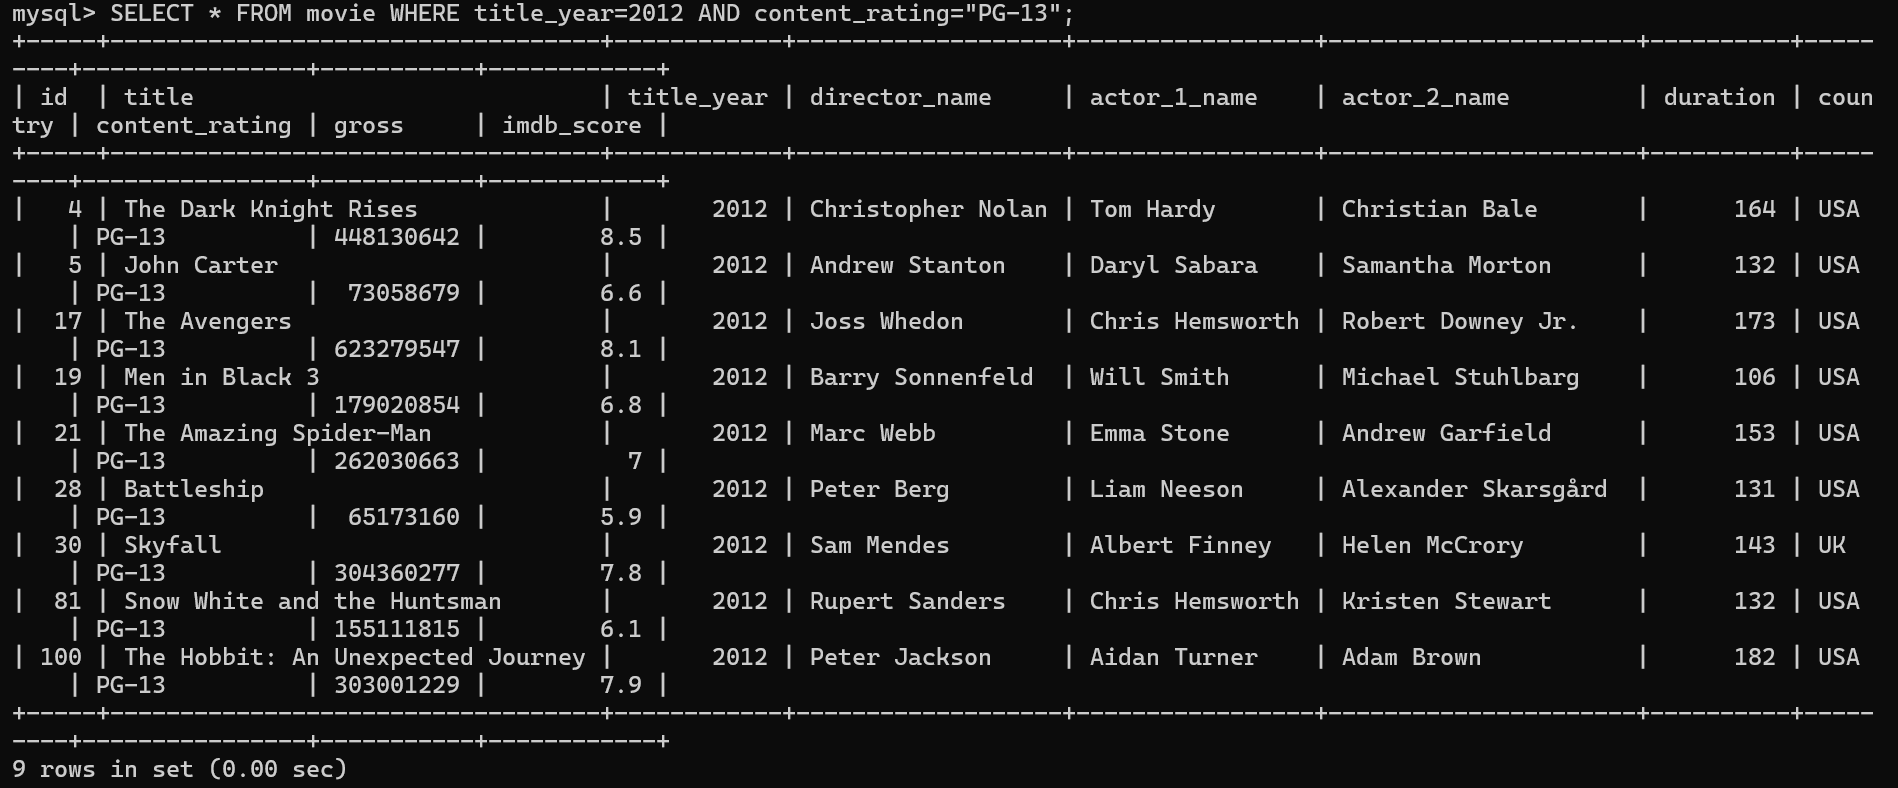 mysql> SELECT * FROM movie WHERE title_year=2012 AND content_rating="PG-13";
+-----+-----------------------------------+------------+-------------------+-----------------+----------------------+----------+-----
----+----------------+-----------+------------+
| id  | title                             | title_year | director_name     | actor_1_name    | actor_2_name         | duration | coun
try | content_rating | gross     | imdb_score |
+-----+-----------------------------------+------------+-------------------+-----------------+----------------------+----------+-----
----+----------------+-----------+------------+
|   4 | The Dark Knight Rises             |       2012 | Christopher Nolan | Tom Hardy       | Christian Bale       |      164 | USA
    | PG-13          | 448130642 |        8.5 |
|   5 | John Carter                       |       2012 | Andrew Stanton    | Daryl Sabara    | Samantha Morton      |      132 | USA
    | PG-13          |  73058679 |        6.6 |
|  17 | The Avengers                      |       2012 | Joss Whedon       | Chris Hemsworth | Robert Downey Jr.    |      173 | USA
    | PG-13          | 623279547 |        8.1 |
|  19 | Men in Black 3                    |       2012 | Barry Sonnenfeld  | Will Smith      | Michael Stuhlbarg    |      106 | USA
    | PG-13          | 179020854 |        6.8 |
|  21 | The Amazing Spider-Man            |       2012 | Marc Webb         | Emma Stone      | Andrew Garfield      |      153 | USA
    | PG-13          | 262030663 |          7 |
|  28 | Battleship                        |       2012 | Peter Berg        | Liam Neeson     | Alexander Skarsgård  |      131 | USA
    | PG-13          |  65173160 |        5.9 |
|  30 | Skyfall                           |       2012 | Sam Mendes        | Albert Finney   | Helen McCrory        |      143 | UK
    | PG-13          | 304360277 |        7.8 |
|  81 | Snow White and the Huntsman       |       2012 | Rupert Sanders    | Chris Hemsworth | Kristen Stewart      |      132 | USA
    | PG-13          | 155111815 |        6.1 |
| 100 | The Hobbit: An Unexpected Journey |       2012 | Peter Jackson     | Aidan Turner    | Adam Brown           |      182 | USA
    | PG-13          | 303001229 |        7.9 |
+-----+-----------------------------------+------------+-------------------+-----------------+----------------------+----------+-----
----+----------------+-----------+------------+
9 rows in set (0.00 sec)